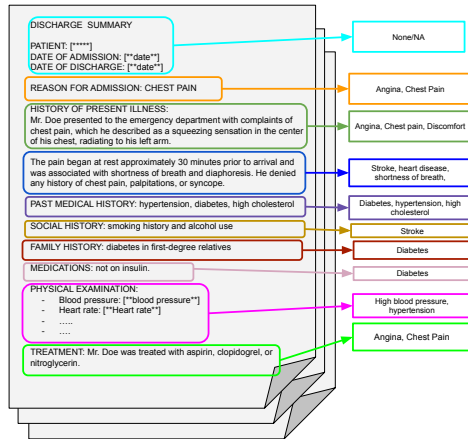 DISCHARGE SUMMARY
PATIENT: [*****]
DATE OF ADMISSION: [**date**]
DATE OF DISCHARGE: [**date**]
None/NA
REASON FOR ADMISSION: CHEST PAIN
Angina, Chest Pain
HISTORY OF PRESENT ILLNESS:
Mr. Doe presented to the emergency department with complaints
of chest pain, which he described as a squeezing sensation in the center
of his chest, radiating to his left arm.
Angina, Chest pain, Discomfort
The pain began at rest approximately 30 minutes prior to arrival and
was associated with shortness of breath and diaphoresis. He denied
any history of chest pain, palpitations, or syncope.
Stroke, heart disease,
shortness of breath,
PAST MEDICAL HISTORY: hypertension, diabetes, high cholesterol
Diabetes, hypertension, high
cholesterol
SOCIAL HISTORY: smoking history and alcohol use
Stroke
FAMILY HISTORY: diabetes in first-degree relatives
Diabetes
MEDICATIONS: not on insulin.
Diabetes
PHYSICAL EXAMINATION:
- Blood pressure: [**blood pressure**]
- Heart rate: [**Heart rate**]
- .....
- ....
High blood pressure,
hypertension
TREATMENT: Mr. Doe was treated with aspirin, clopidogrel, or
nitroglycerin.
Angina, Chest Pain